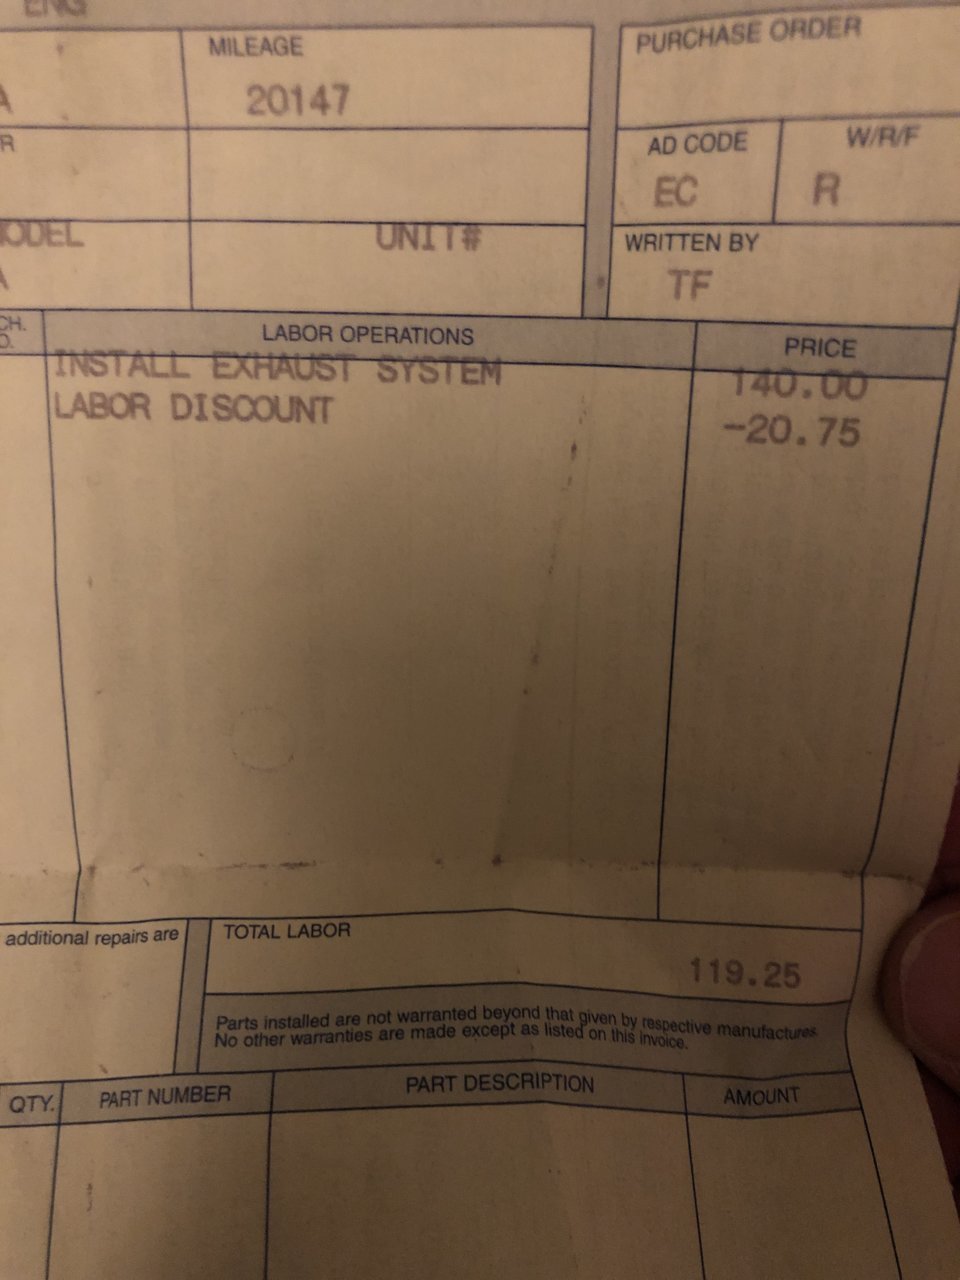 ENG
MILEAGE
20147
PURCHASE ORDER
AD CODE
EC
W/R/F
R
UNIT#
WRITTEN BY
TF
LABOR OPERATIONS
PRICE
INSTALL EXHAUST SYSTEM 140.00
LABOR DISCOUNT -20.75
additional repairs are
TOTAL LABOR
119.25
Parts installed are not warranted beyond that given by respective manufactures.
No other warranties are made except as listed on this invoice.
QTY. PART NUMBER PART DESCRIPTION AMOUNT